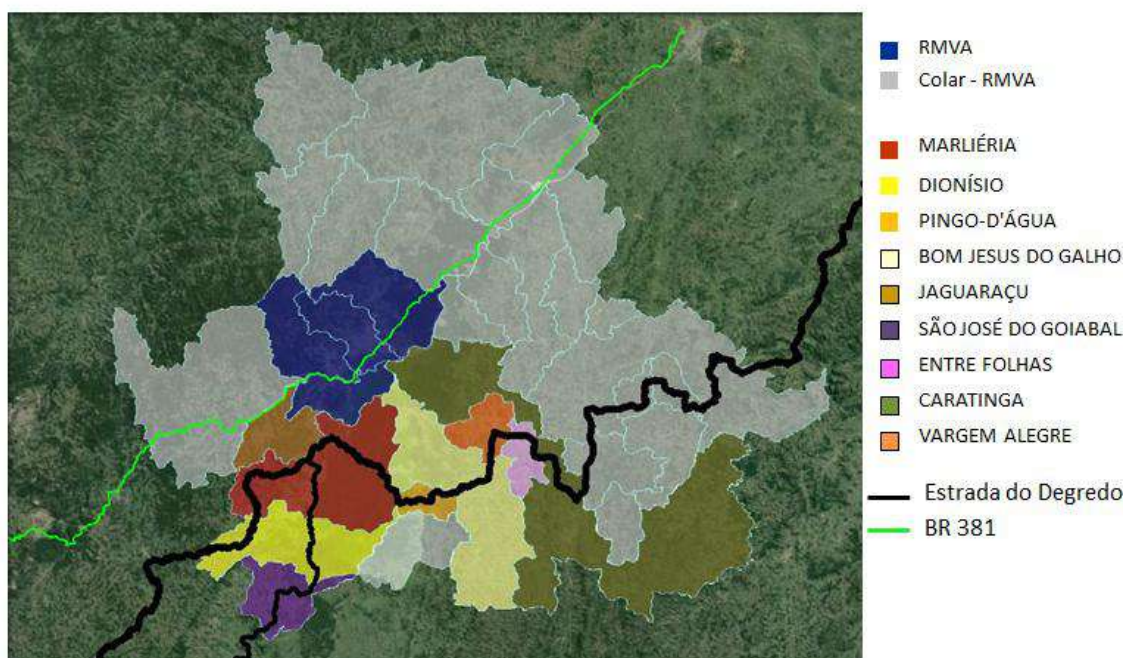 RMVA
Colar - RMVA
MARLIÉRIA
DIONÍSIO
PINGO-D'ÁGUA
BOM JESUS DO GALHO
JAGUARAÇU
SÃO JOSÉ DO GOIABAL
ENTRE FOLHAS
CARATINGA
VARGEM ALEGRE
Estrada do Degredo
BR 381